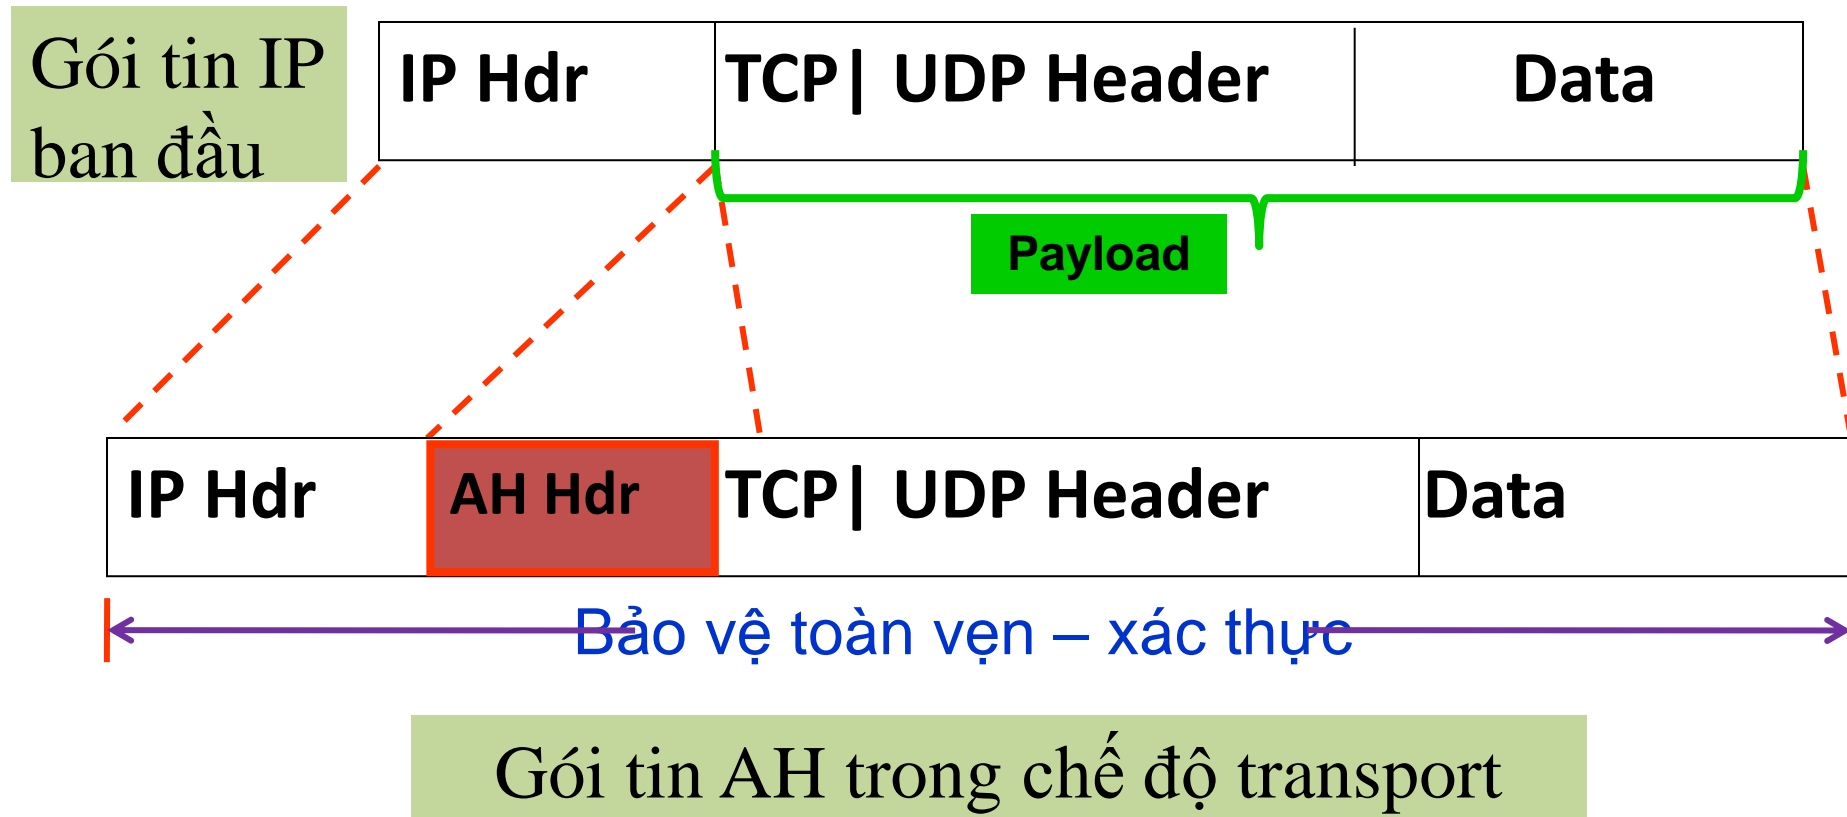 Gói tin IP
ban đầu
IP Hdr TCP| UDP Header Data
Payload
IP Hdr AH Hdr TCP| UDP Header Data
Bảo vệ toàn vẹn – xác thực
Gói tin AH trong chế độ transport